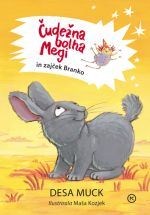 Čudežna
bolha
Megi
in zajček Branko
DESA MUCK
Ilustrirala Maša Kozjek